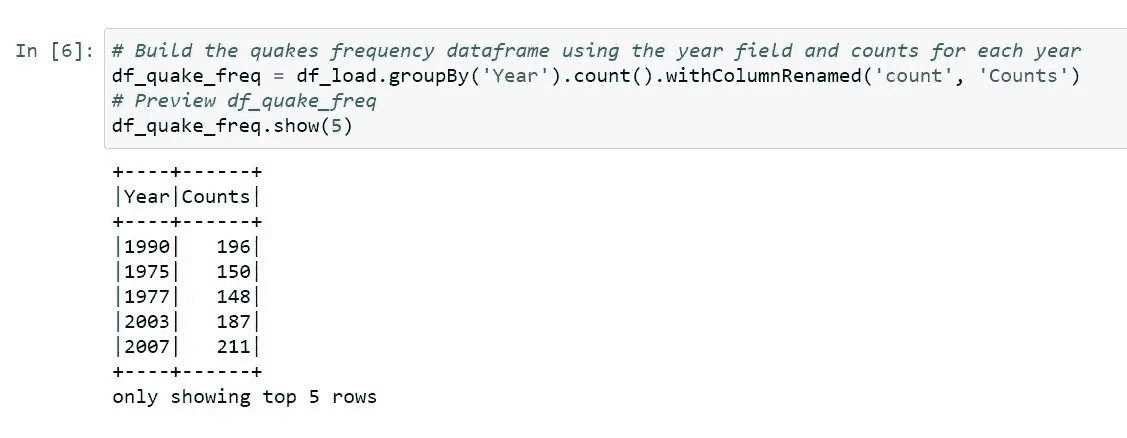 In [6]: # Build the quakes frequency dataframe using the year field and counts for each year
df_quake_freq = df_load.groupBy('Year').count().withColumnRenamed('count', 'Counts')
# Preview df_quake_freq
df_quake_freq.show(5)
+----+------+
|Year|Counts|
+----+------+
|1990|   196|
|1975|   150|
|1977|   148|
|2003|   187|
|2007|   211|
+----+------+
only showing top 5 rows